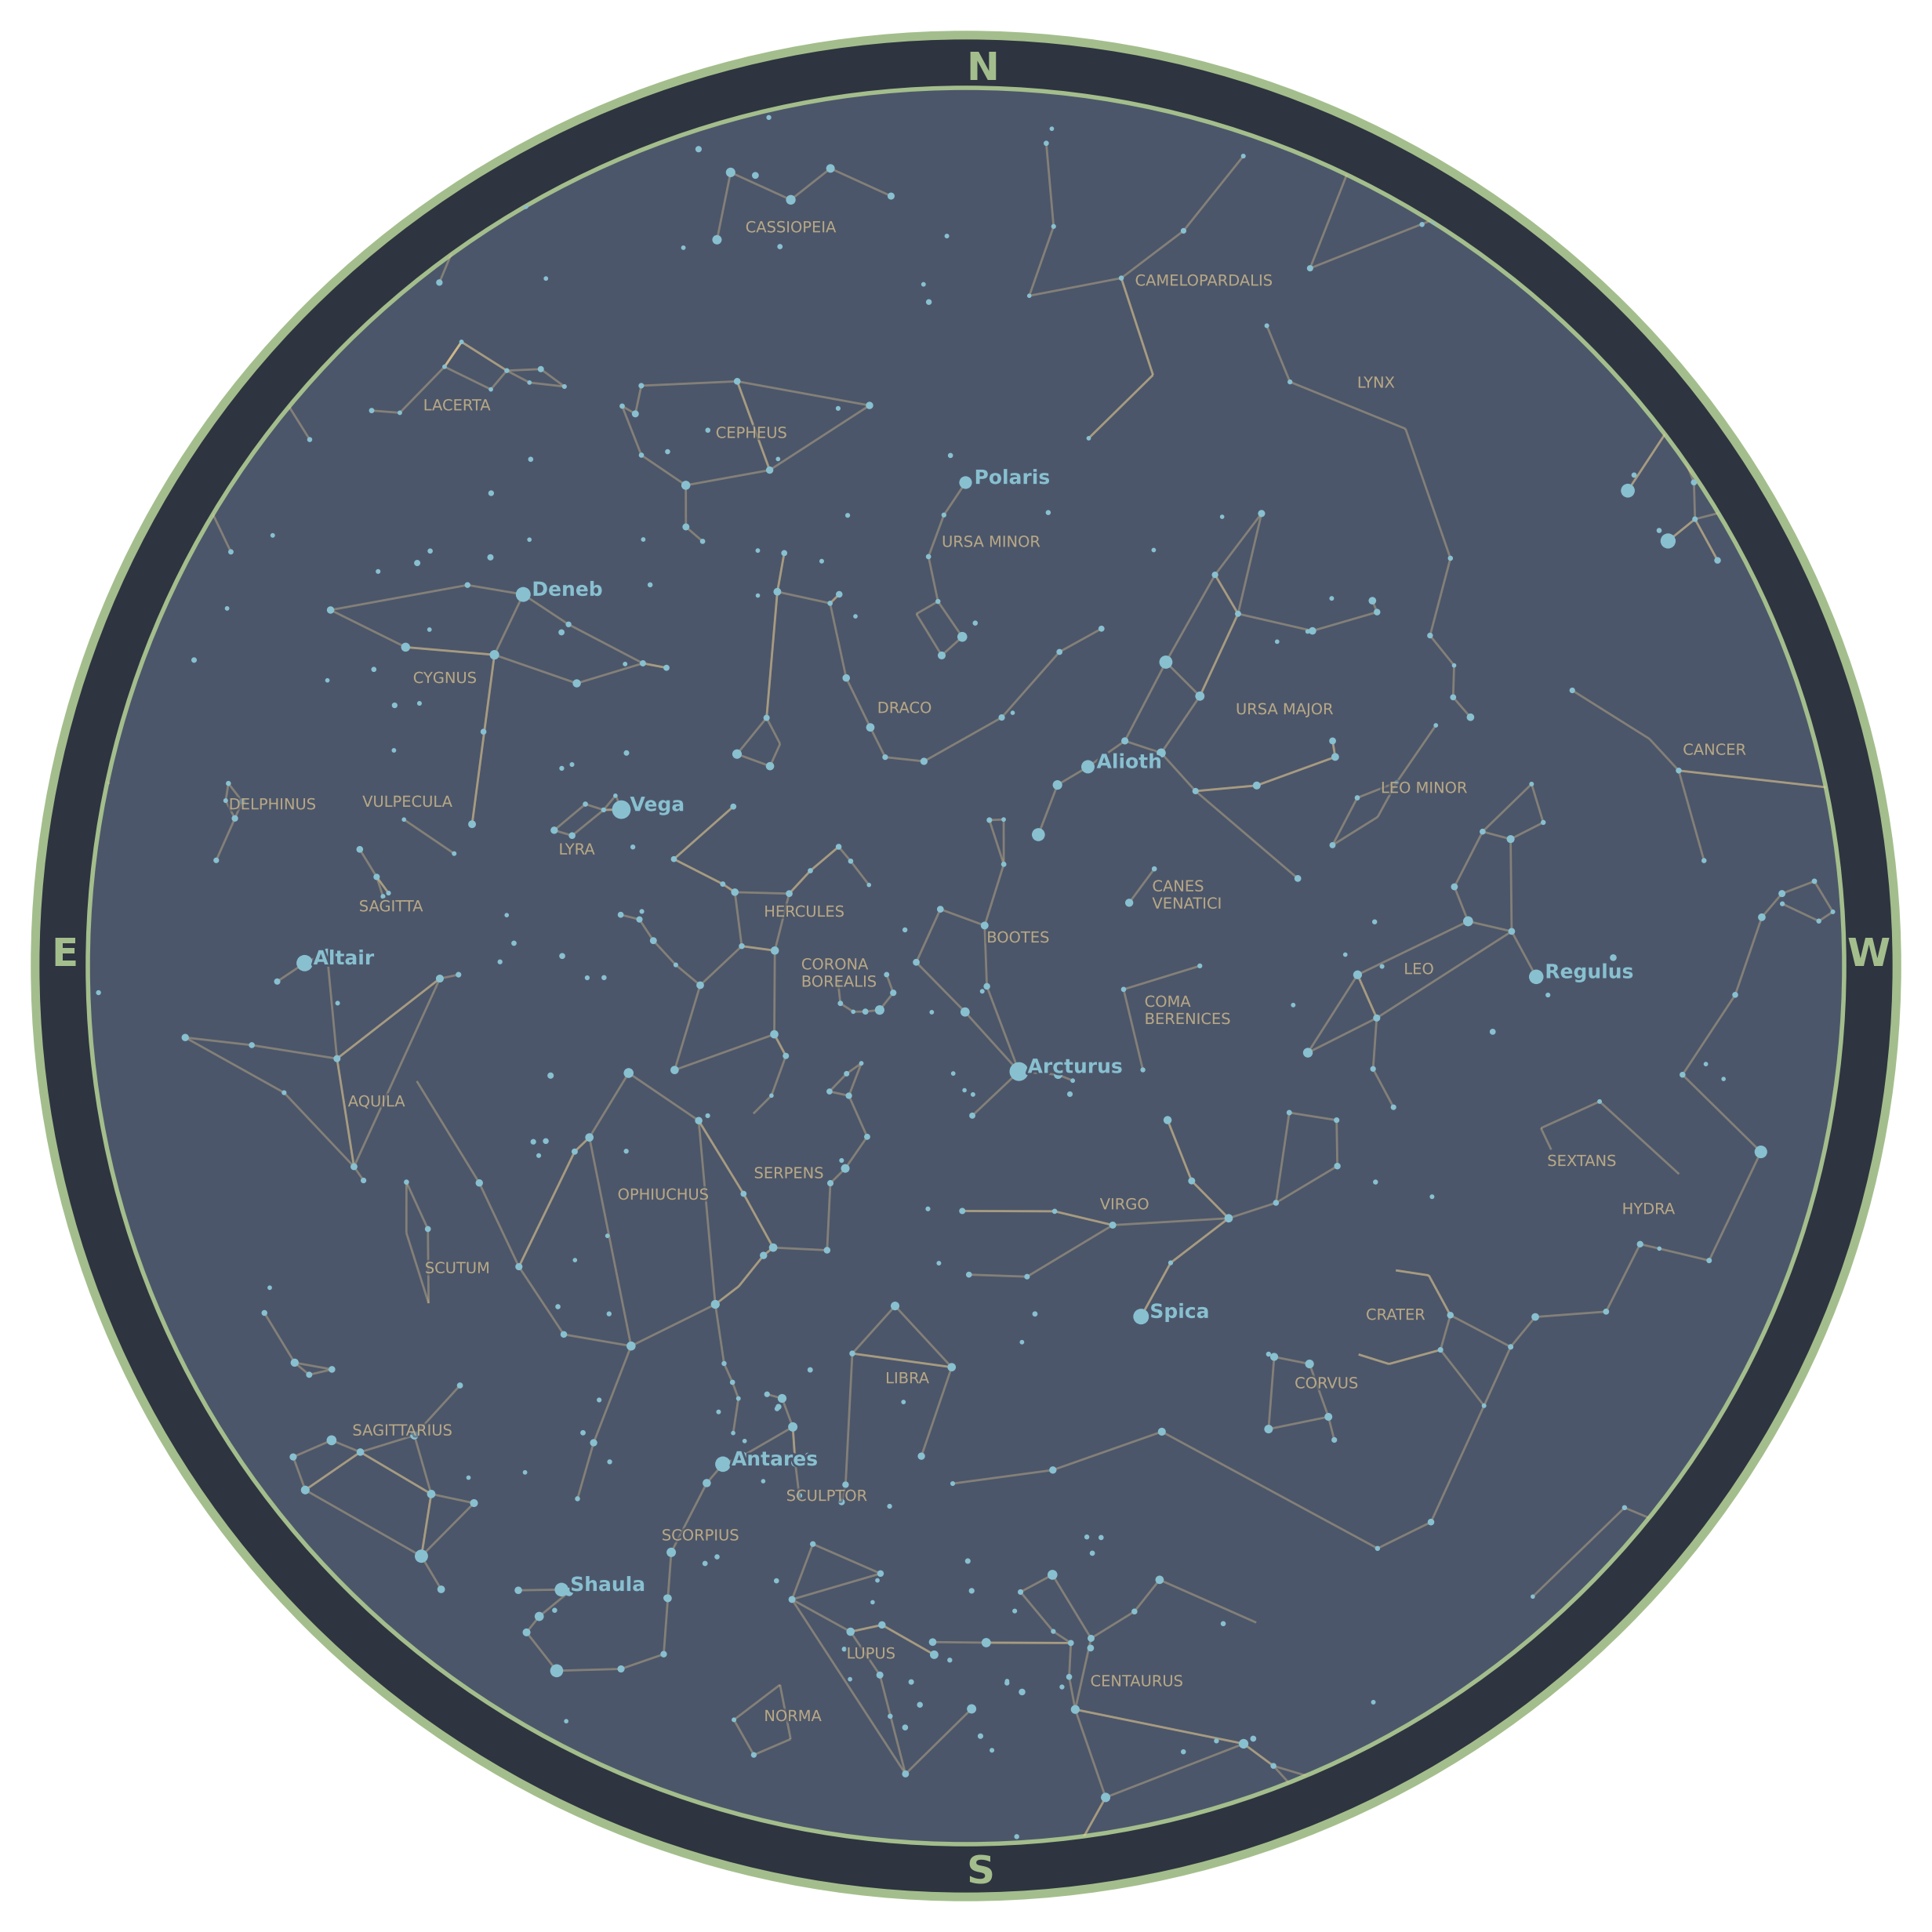 N
CASSIOPEIA
CAMELOPARDALIS
LYNX
LACERTA
CEPHEUS
Polaris
URSA MINOR
Deneb
CYGNUS
DRACO
URSA MAJOR
CANCER
Alioth
LEO MINOR
DELPHINUS
VULPECULA
Vega
LYRA
CANES
VENATICI
SAGITTA
HERCULES
BOOTES
E
W
Altair
CORONA
BOREALIS
LEO
Regulus
COMA
BERENICES
Arcturus
AQUILA
SEXTANS
SERPENS
OPHIUCHUS
VIRGO
HYDRA
SCUTUM
Spica
CRATER
LIBRA
CORVUS
SAGITTARIUS
Antares
SCULPTOR
SCORPIUS
Shaula
LUPUS
CENTAURUS
NORMA
S